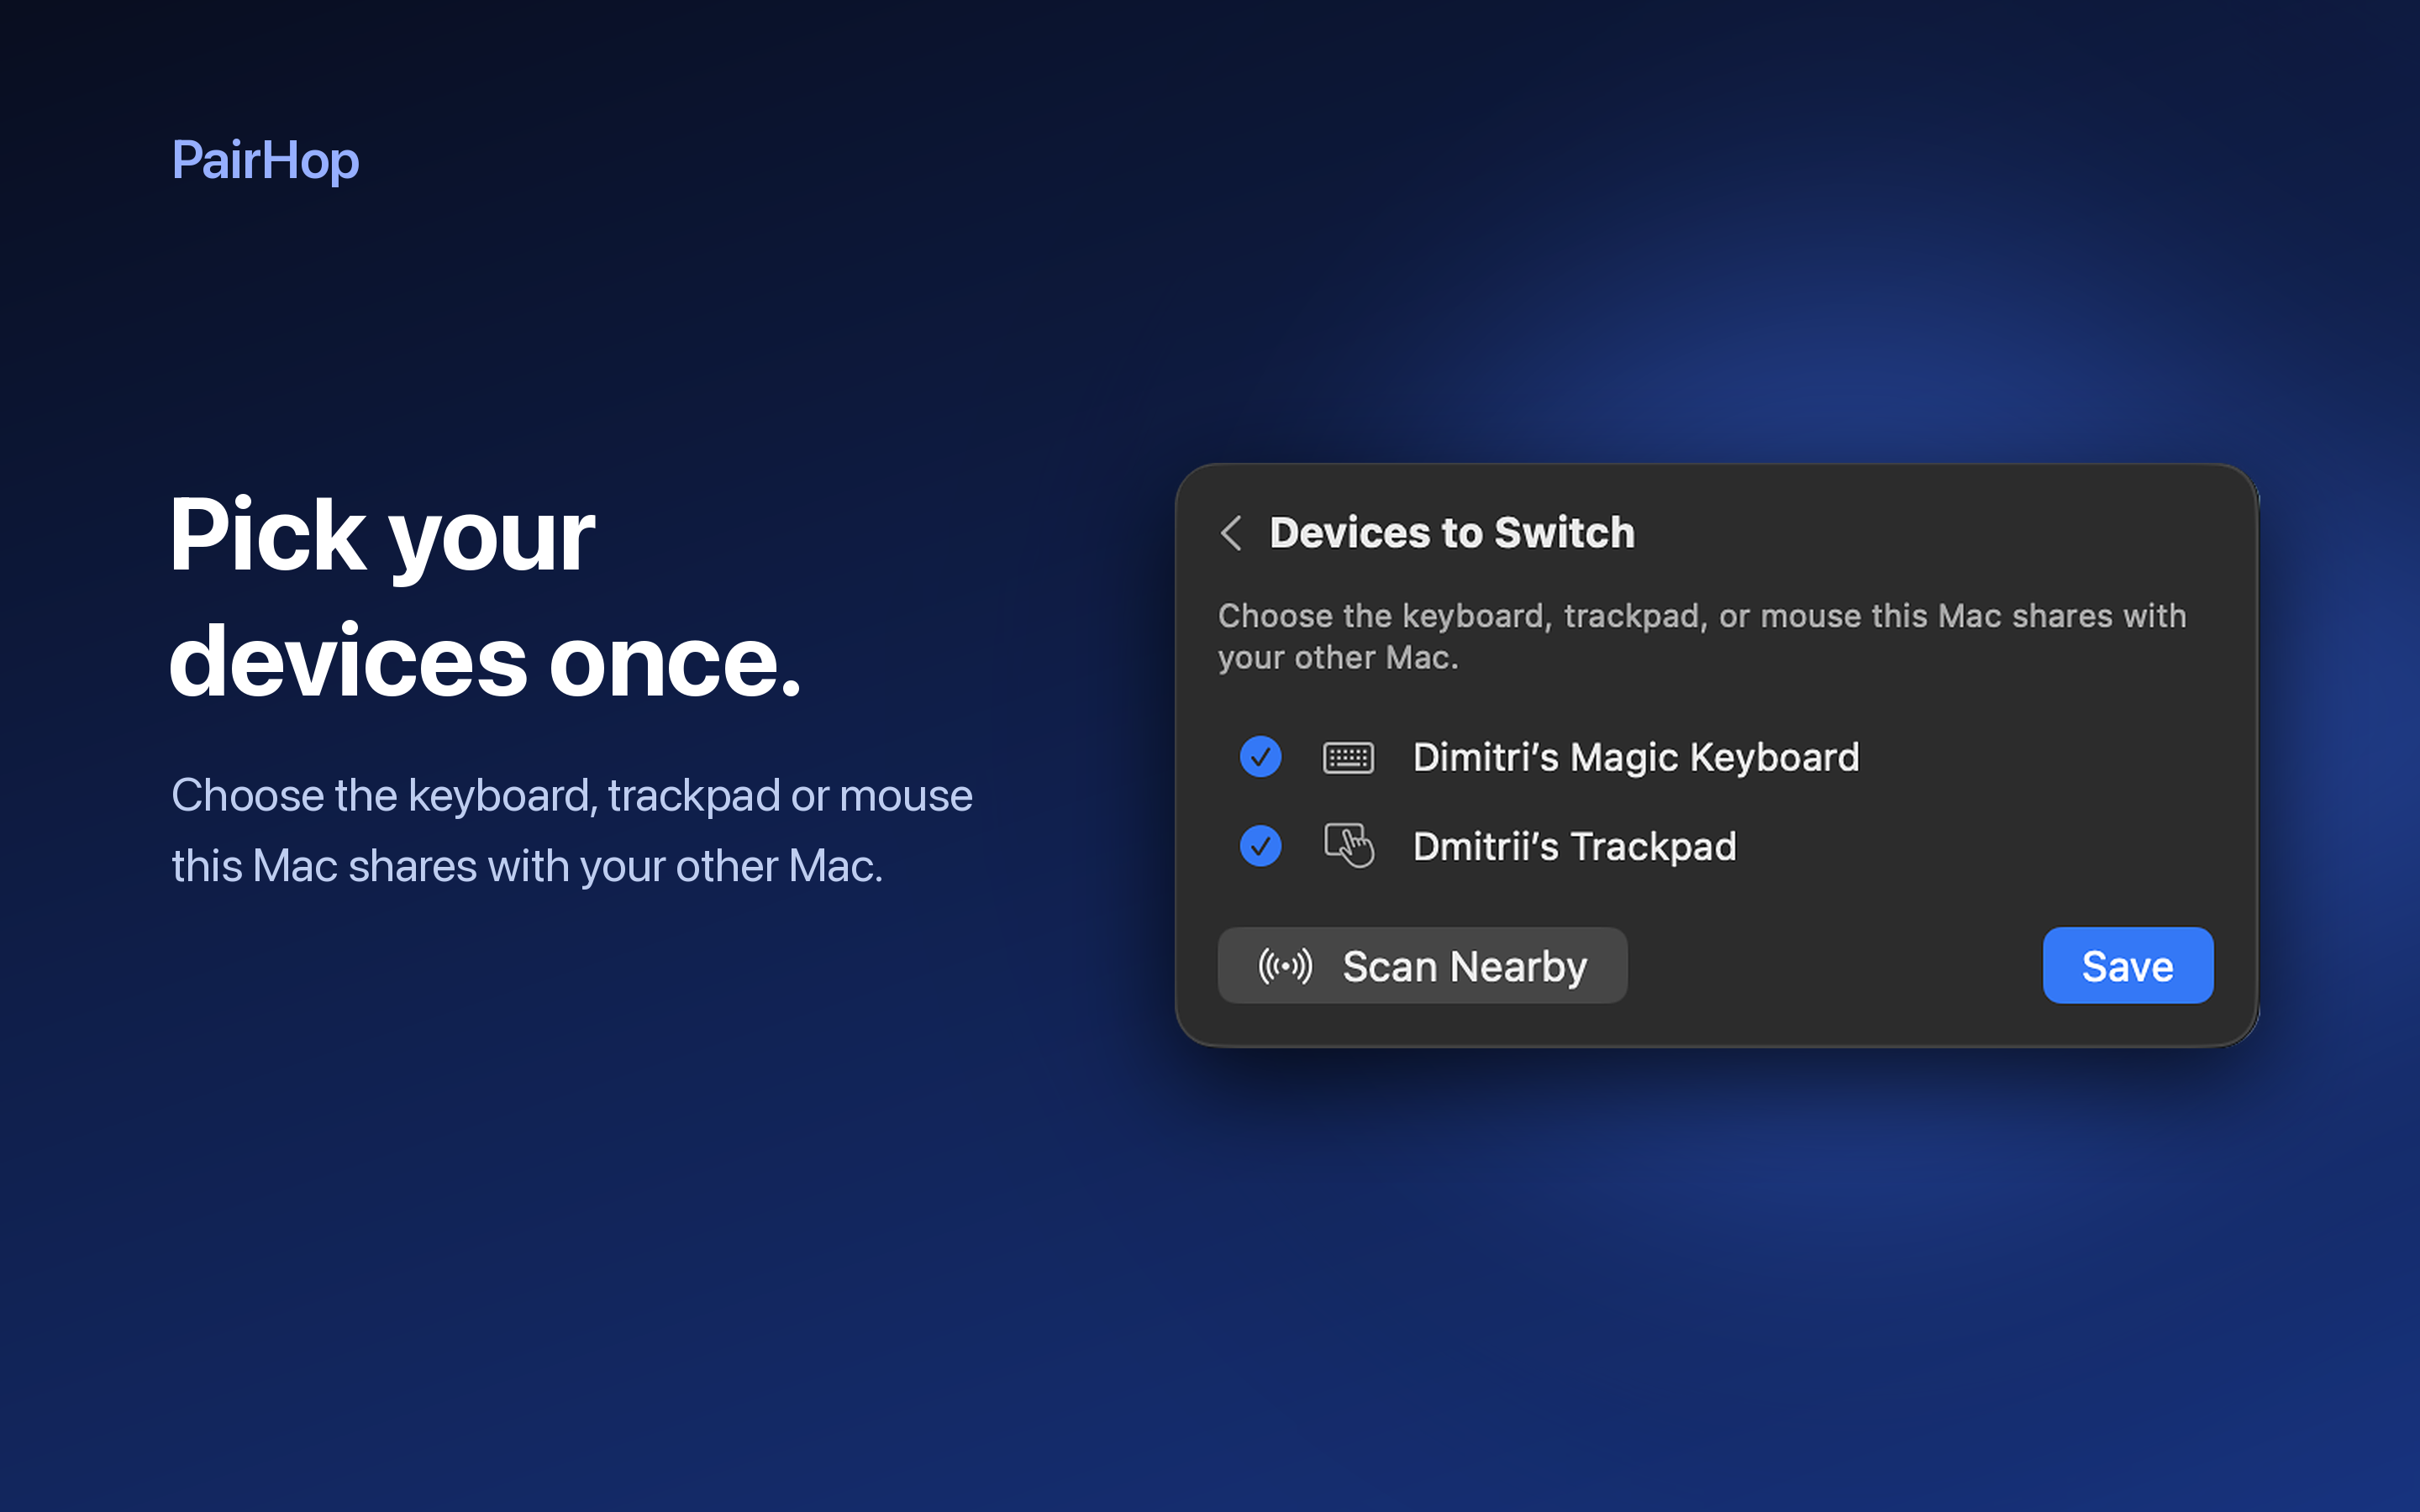 PairHop
Pick your
devices once.
Choose the keyboard, trackpad or mouse
this Mac shares with your other Mac.
Devices to Switch
Choose the keyboard, trackpad, or mouse this Mac shares with
your other Mac.
Dimitri’s Magic Keyboard
Dmitrii’s Trackpad
Scan Nearby
Save